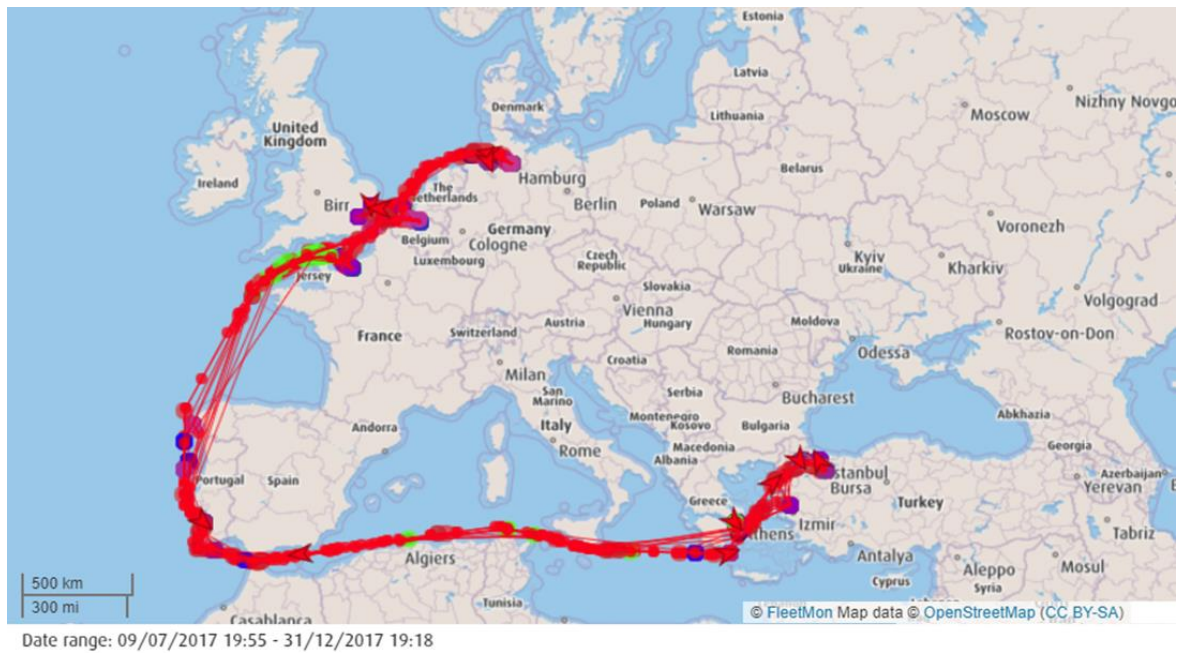 Estonia
Latvia
Nizhny Novgo
Moscow
Denmark
Lithuania
United
Kingdom
Ireland
Hamburg
Belarus
The
Netherlands
Birr
Berlin
Poland
Warsaw
Voronezh
Germany
Belgium
Cologne
Luxembourg
Czech
Republic
Kyiv
Ukraine
Kharkiv
Jersey
Slovakia
Volgograd
Vienna
Hungary
Austria
Moldova
Rostov-on-Don
France
Switzerland
Odessa
Romania
Croatia
Milan
San
Marino
Serbia
Bucharest
Montenegro
Kosovo
Abkhazia
Andorra
Italy
Bulgaria
Rome
Macedonia
Albania
Georgia
Portugal
Spain
Istanbul
Bursa
Azerbaijan
Yerevan
Greece
Turkey
Izmir
Athens
Tabriz
Algiers
Antalya
Aleppo
Mosul
Cyprus
Syria
500 km
300 mi
Tunisia
Casablanca
© FleetMon Map data © OpenStreetMap (CC BY-SA)
Date range: 09/07/2017 19:55 - 31/12/2017 19:18